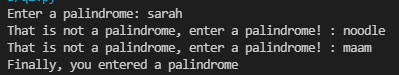 Enter a palindrome: sarah
That is not a palindrome, enter a palindrome! : noodle
That is not a palindrome, enter a palindrome! : maam
Finally, you entered a palindrome